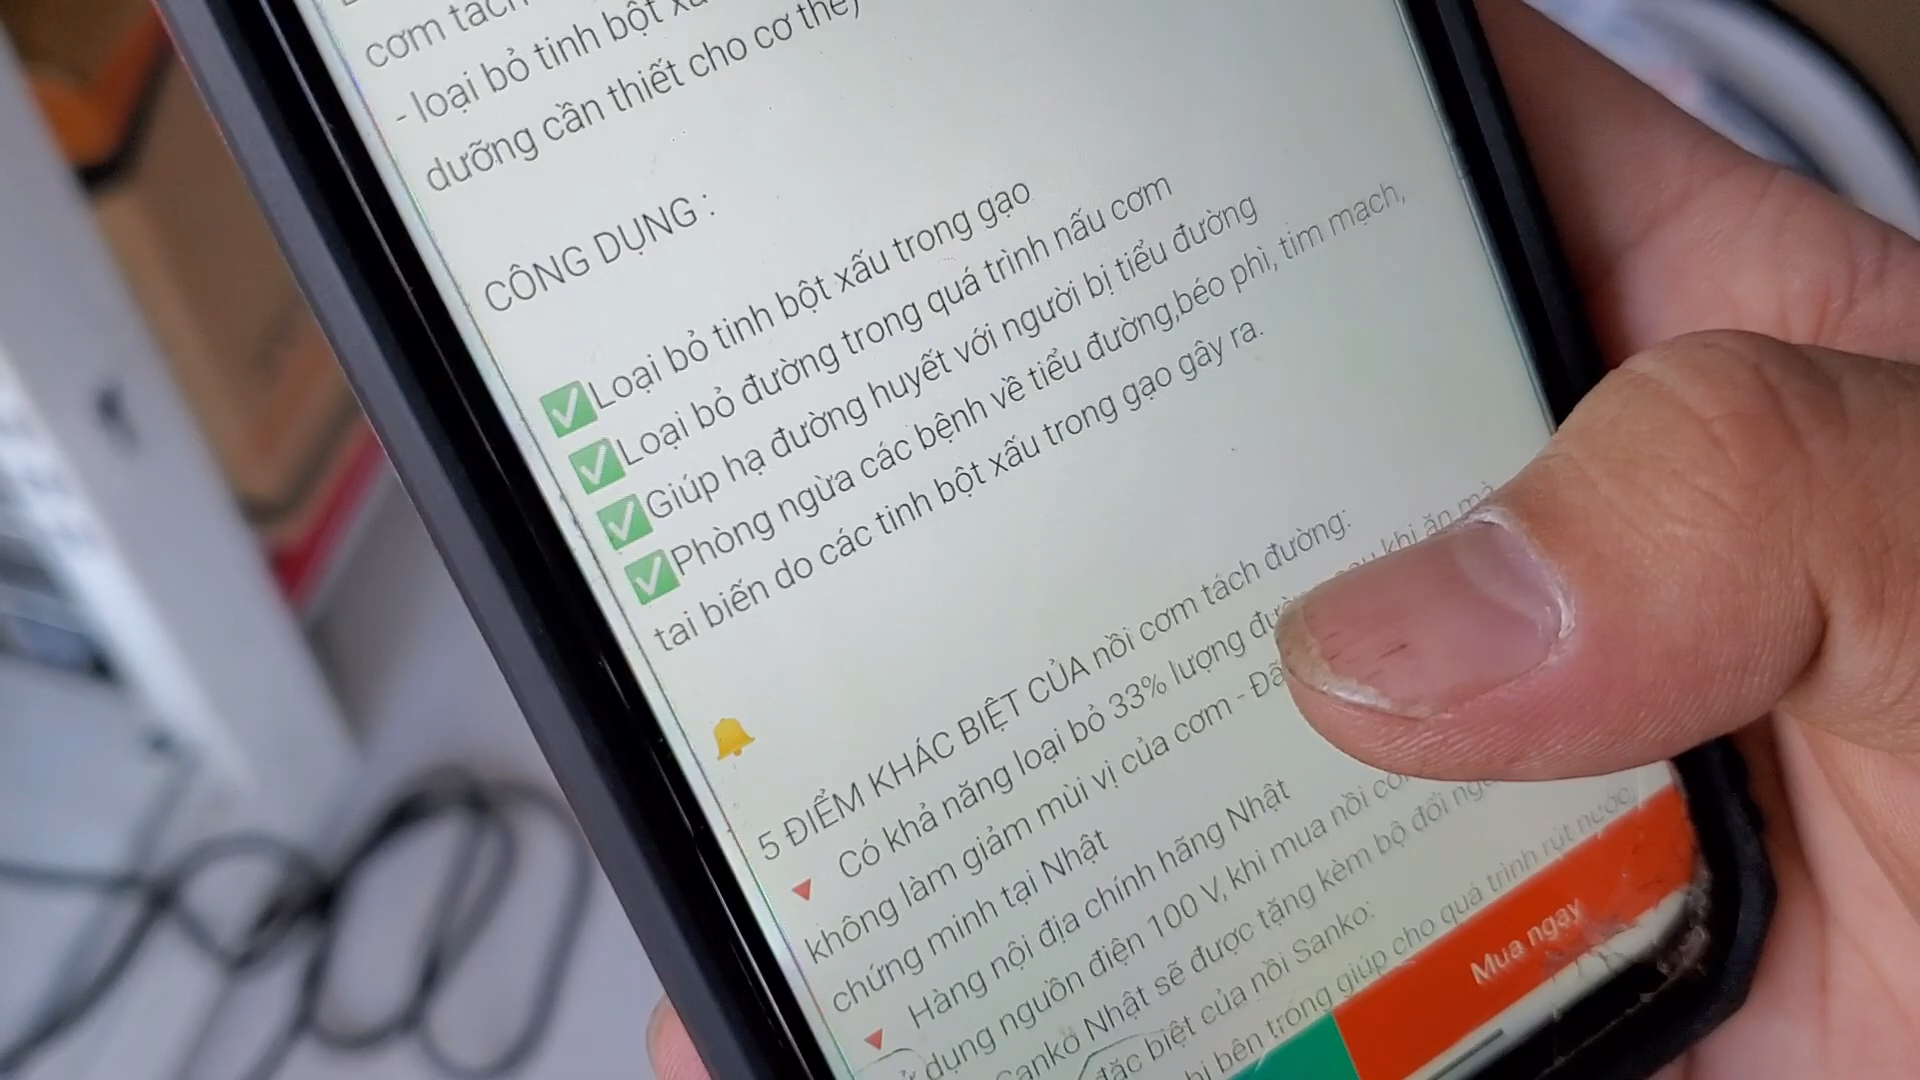 cơm tách
- loại bỏ tinh bột xấu
dưỡng cần thiết cho cơ thể)
CÔNG DỤNG :
✅Loại bỏ tinh bột xấu trong gạo
✅Loại bỏ đường trong quá trình nấu cơm
✅Giúp hạ đường huyết với người bị tiểu đường
✅Phòng ngừa các bệnh về tiểu đường,béo phì, tim mạch,
tai biến do các tinh bột xấu trong gạo gây ra.
🔔
5 ĐIỂM KHÁC BIỆT CỦA nồi cơm tách đường:
🔻 Có khả năng loại bỏ 33% lượng khi ăn mà
không làm giảm mùi vị của cơm - Đã
chứng minh tại Nhật
🔻 Hàng nội địa chính hãng Nhật
dụng nguồn điện 100 V, khi mua nồi cơm
Sanko Nhật sẽ được tặng kèm bộ đổi
đặc biệt của nồi Sanko:
bên trong giúp cho quá trình rút nước,
Mua ngay